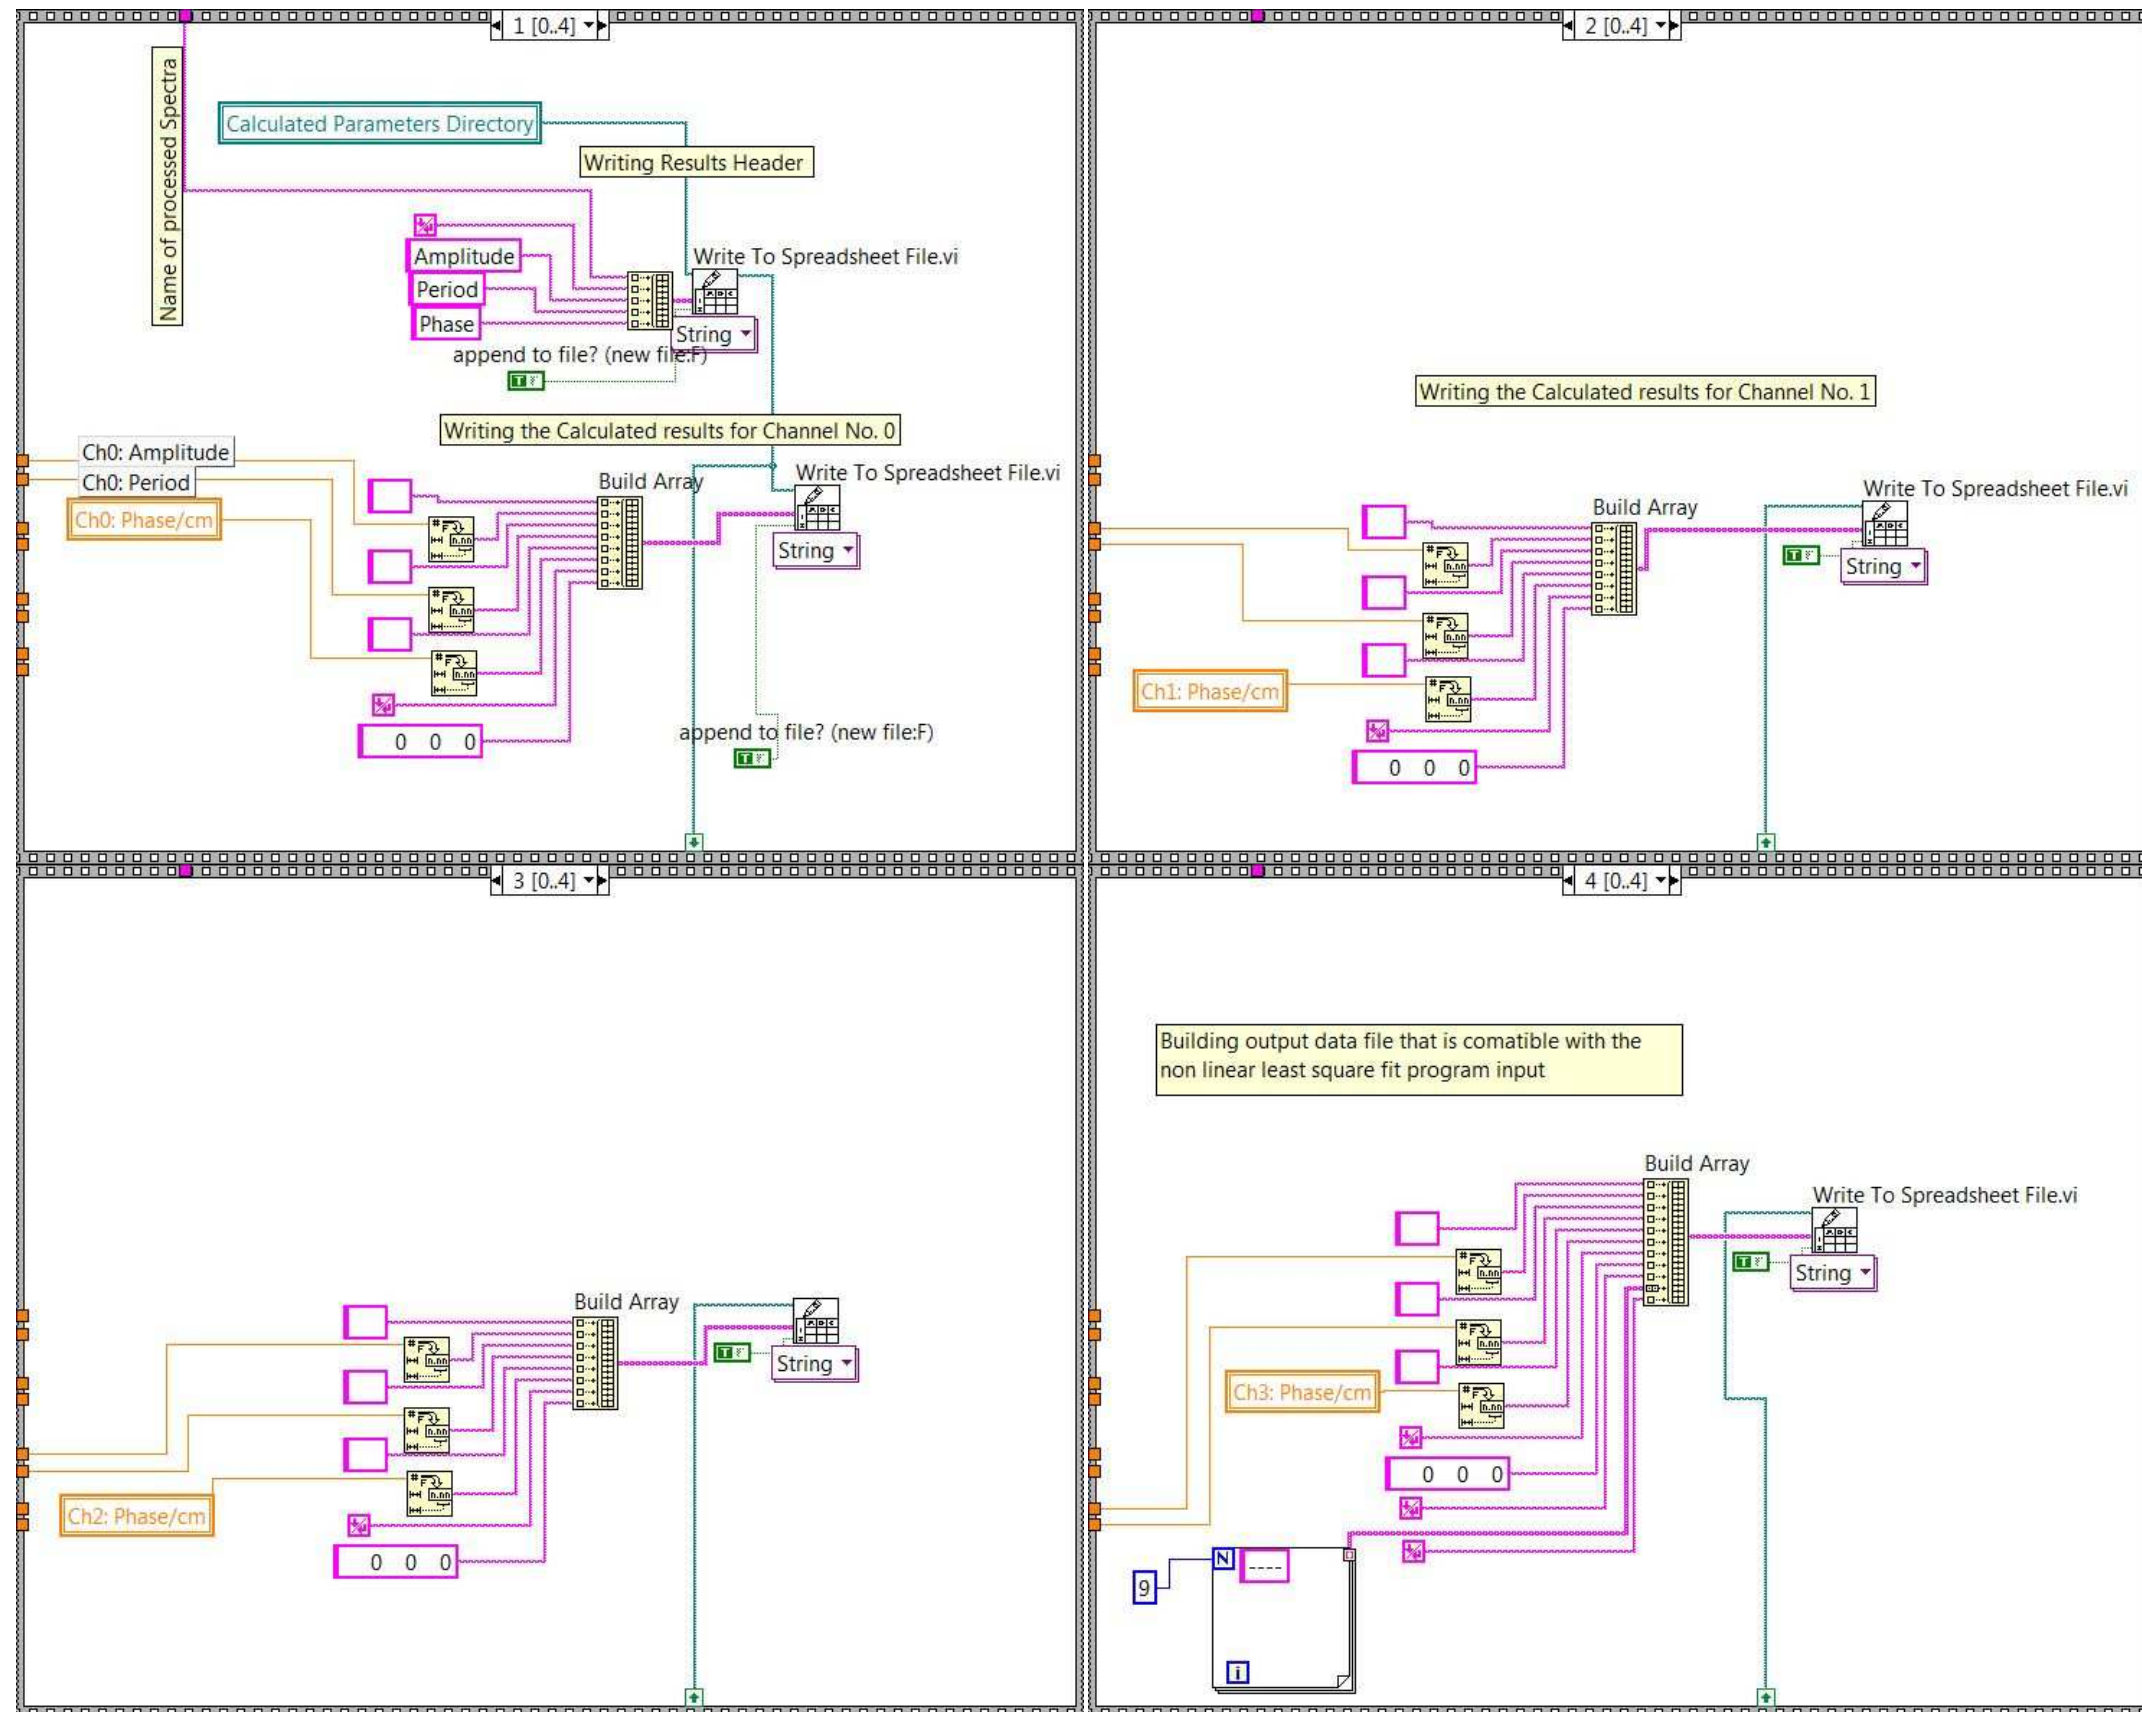 1 [0..4]
Name of processed Spectra
Calculated Parameters Directory
Writing Results Header
Amplitude
Period
Phase
Write To Spreadsheet File.vi
String
append to file? (new file:F)
T F
Writing the Calculated results for Channel No. 0
Ch0: Amplitude
Ch0: Period
Ch0: Phase/cm
Build Array
Write To Spreadsheet File.vi
String
0 0 0
append to file? (new file:F)
T F
2 [0..4]
Writing the Calculated results for Channel No. 1
Build Array
Write To Spreadsheet File.vi
T F
String
Ch1: Phase/cm
0 0 0
3 [0..4]
Build Array
T F
String
Ch2: Phase/cm
0 0 0
4 [0..4]
Building output data file that is comatible with the
non linear least square fit program input
Build Array
Write To Spreadsheet File.vi
T F
String
Ch3: Phase/cm
0 0 0
N
----
9
i